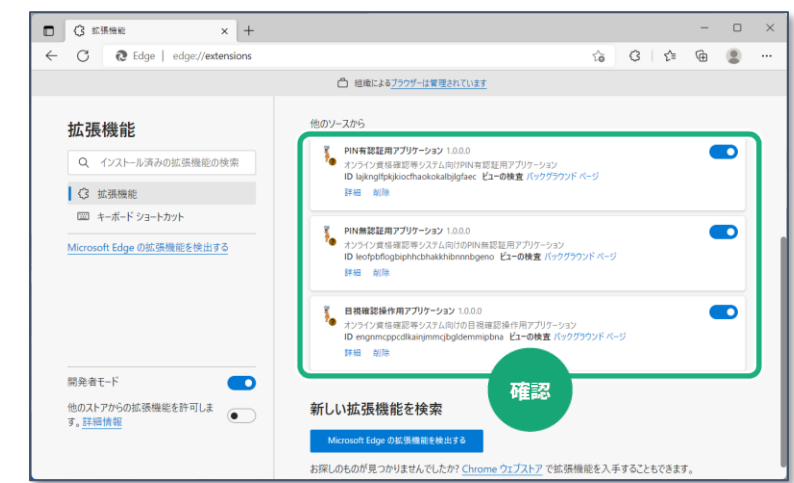 拡張機能
Edge | edge://extensions
組織によるブラウザーは管理されています
拡張機能
インストール済みの拡張機能の検索
拡張機能
キーボード ショートカット
Microsoft Edge の拡張機能を検出する
開発者モード
他のストアからの拡張機能を許可しま
す。詳細情報
他のソースから
PIN有認証用アプリケーション 1.0.0.0
オンライン資格確認等システム向けPIN有認証用アプリケーション
ID lajknglfpkjkiocfhaokokalbjlgfaec ビューの検査 バックグラウンド ページ
詳細 削除
PIN無認証用アプリケーション 1.0.0.0
オンライン資格確認等システム向けのPIN無認証用アプリケーション
ID leofpbflogbiphhcbhakkhibnnnbgeno ビューの検査 バックグラウンド ページ
詳細 削除
目視確認操作用アプリケーション 1.0.0.0
オンライン資格確認等システム向けの目視確認操作用アプリケーション
ID engnmcppcdlkainjmmcjbgldemmipbna ビューの検査 バックグラウンド ページ
詳細 削除
確認
新しい拡張機能を検索
Microsoft Edge の拡張機能を検出する
お探しのものが見つかりませんでしたか? Chrome ウェブストア で拡張機能を入手することもできます。